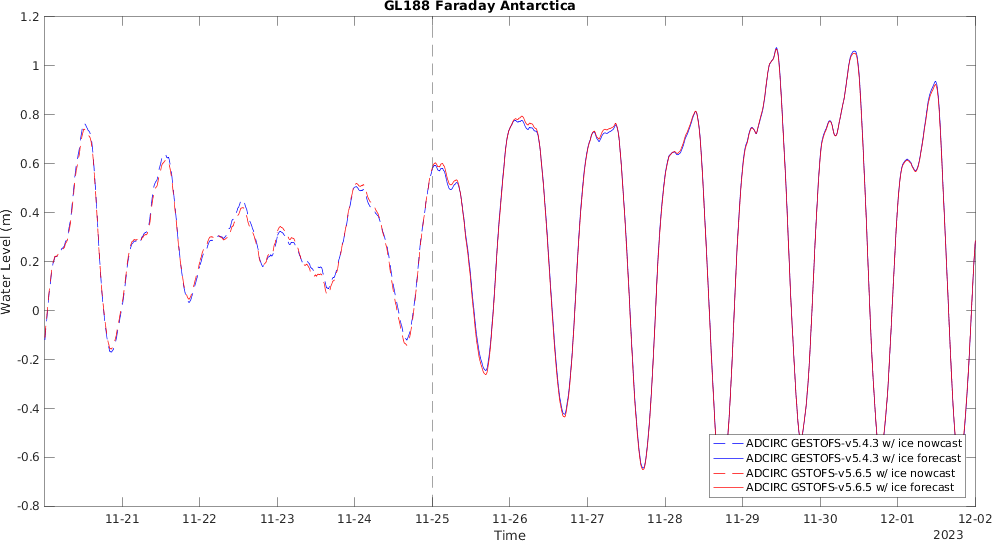 GL188 Faraday Antarctica
1.2
1
0.8
0.6
0.4
0.2
0
-0.2
-0.4
-0.6
-0.8
Water Level (m)
ADCIRC GESTOFS-v5.4.3 w/ ice nowcast
ADCIRC GESTOFS-v5.4.3 w/ ice forecast
ADCIRC GSTOFS-v5.6.5 w/ ice nowcast
ADCIRC GSTOFS-v5.6.5 w/ ice forecast
11-21 11-22 11-23 11-24 11-25 11-26 11-27 11-28 11-29 11-30 12-01 12-02
Time
2023